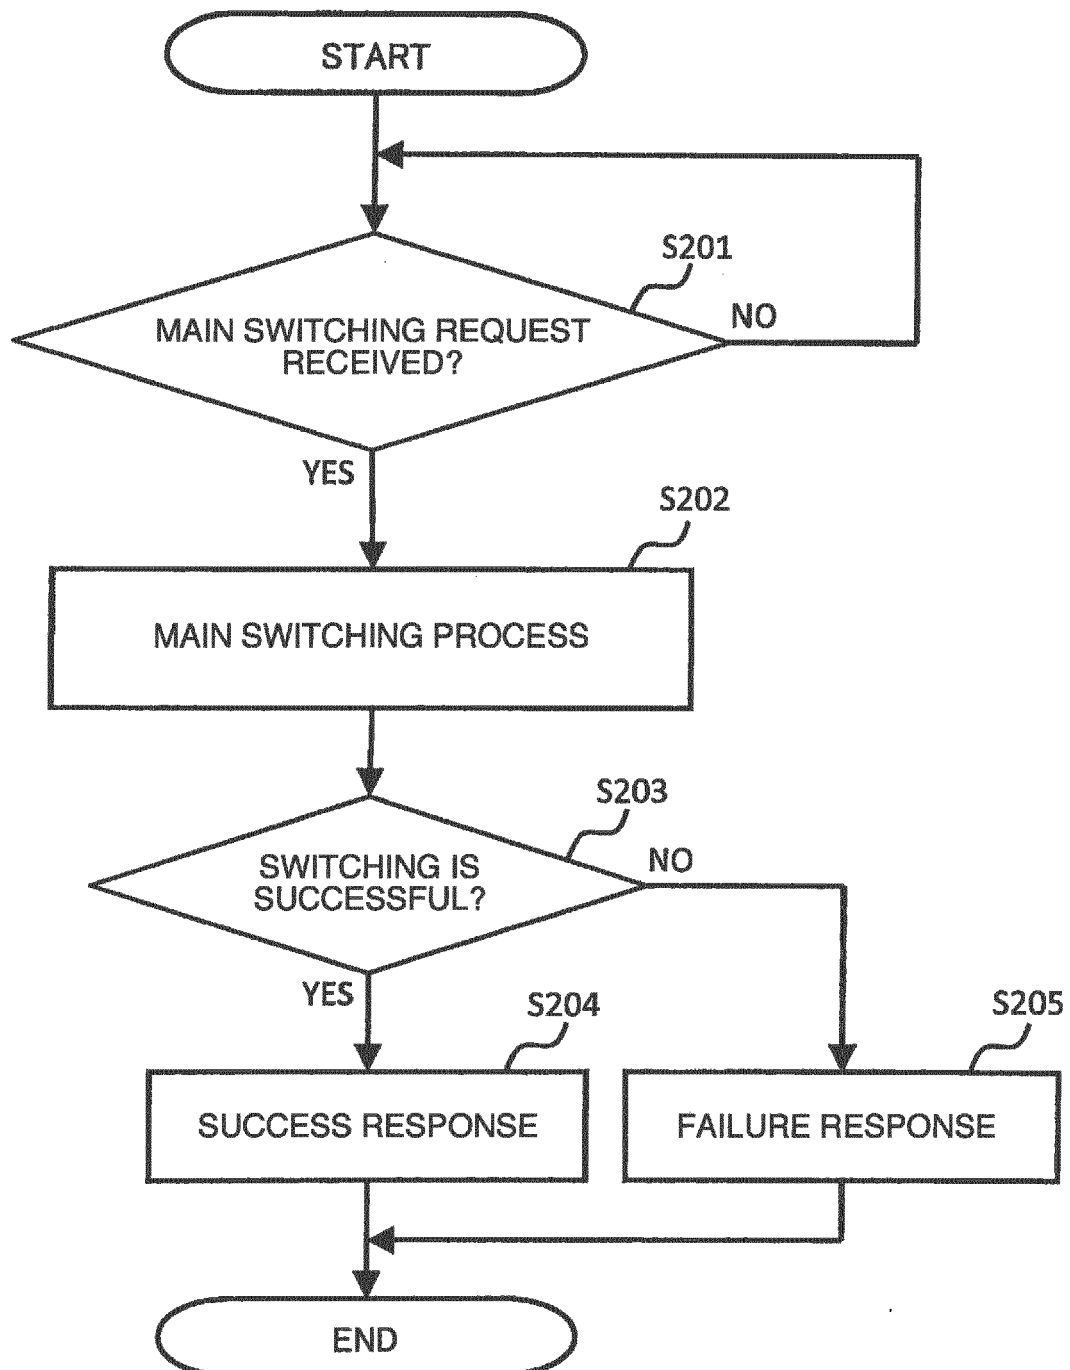 START
S201
MAIN SWITCHING REQUEST
RECEIVED?
NO
YES
S202
MAIN SWITCHING PROCESS
S203
SWITCHING IS
SUCCESSFUL?
NO
YES
S204
S205
SUCCESS RESPONSE
FAILURE RESPONSE
END